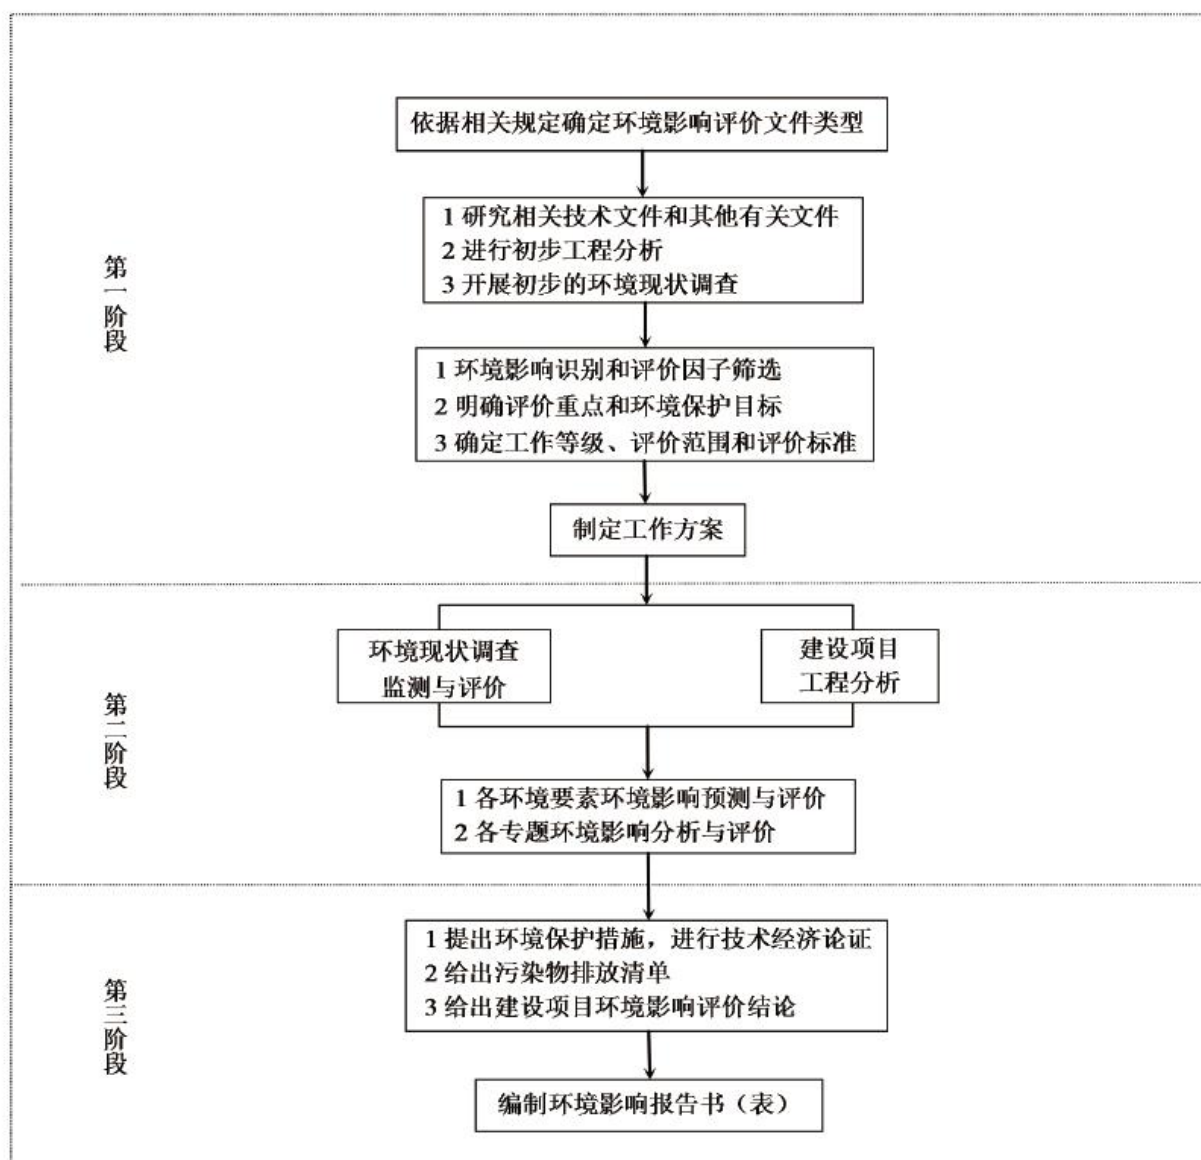 依据相关规定确定环境影响评价文件类型
1 研究相关技术文件和其他有关文件
2 进行初步工程分析
3 开展初步的环境现状调查
第一阶段
1 环境影响识别和评价因子筛选
2 明确评价重点和环境保护目标
3 确定工作等级、评价范围和评价标准
制定工作方案
环境现状调查
监测与评价
建设项目
工程分析
第二阶段
1 各环境要素环境影响预测与评价
2 各专题环境影响分析与评价
1 提出环境保护措施，进行技术经济论证
2 给出污染物排放清单
3 给出建设项目环境影响评价结论
第三阶段
编制环境影响报告书（表）